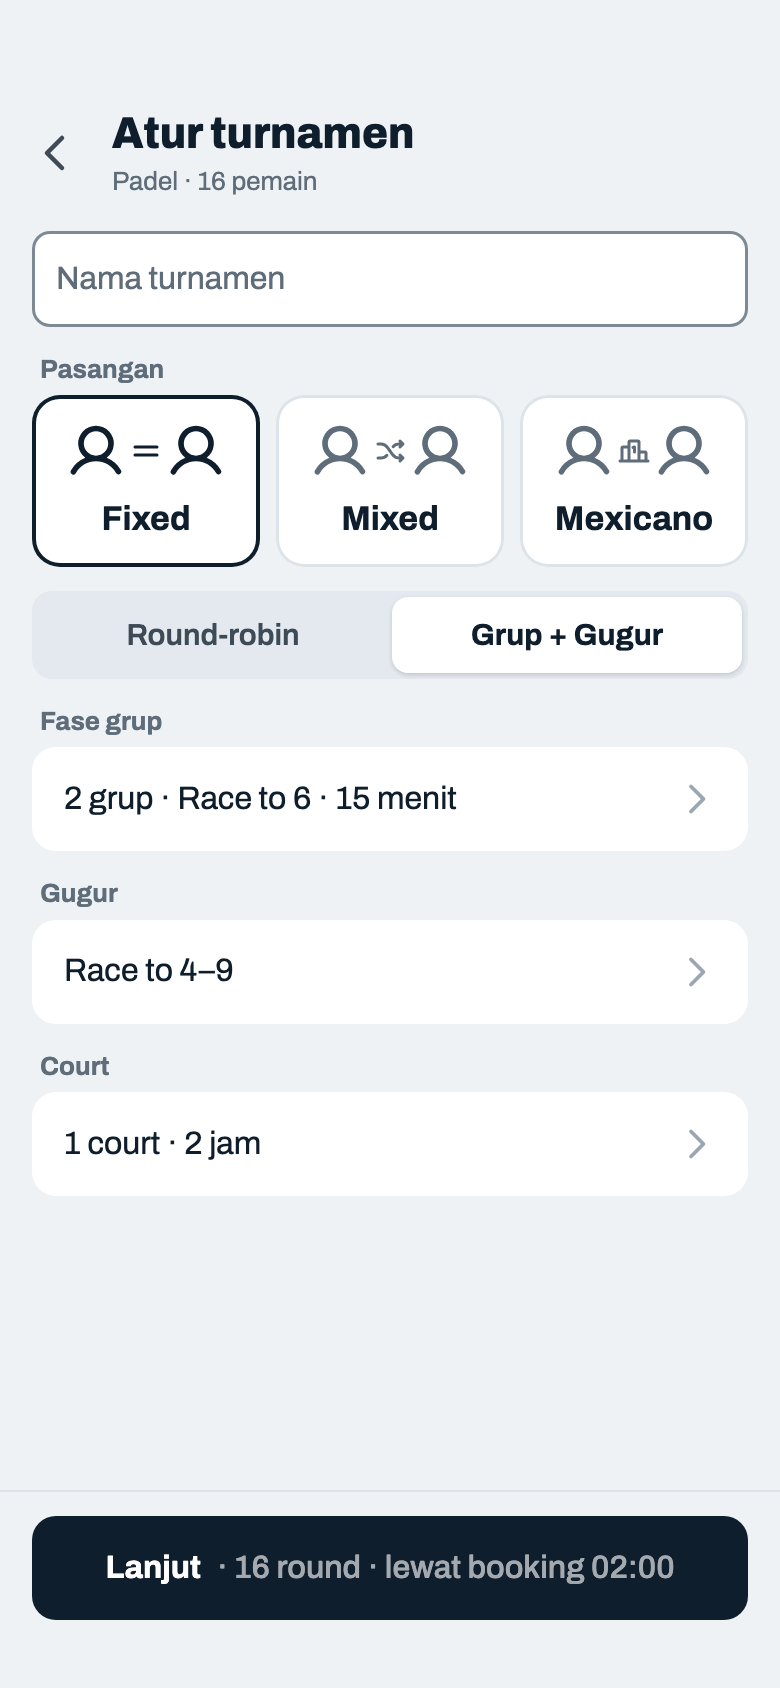 Atur turnamen
Padel · 16 pemain
Nama turnamen
Pasangan
Fixed
Mixed
Mexicano
Round-robin
Grup + Gugur
Fase grup
2 grup · Race to 6 · 15 menit
Gugur
Race to 4–9
Court
1 court · 2 jam
Lanjut · 16 round · lewat booking 02:00